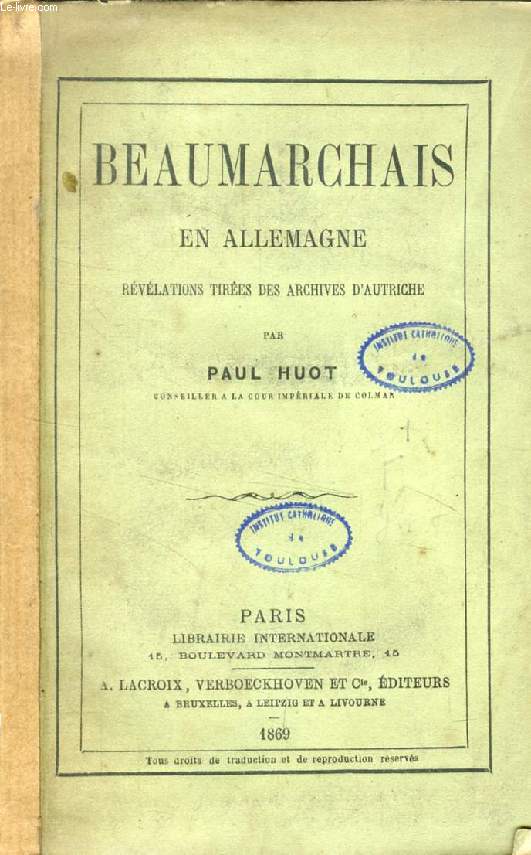 © Le-livre.com
BEAUMARCHAIS
EN ALLEMAGNE
RÉVÉLATIONS TIRÉES DES ARCHIVES D'AUTRICHE
PAR
PAUL HUOT
CONSEILLER A LA COUR IMPÉRIALE DE COLMAR
INSTITUT CATHOLIQUE
de
TOULOUSE
INSTITUT CATHOLIQUE
de
TOULOUSE
PARIS
LIBRAIRIE INTERNATIONALE
15, BOULEVARD MONTMARTRE, 15
A. LACROIX, VERBOECKHOVEN ET Cie, ÉDITEURS
A BRUXELLES, A LEIPZIG ET A LIVOURNE
1869
Tous droits de traduction et de reproduction réservés